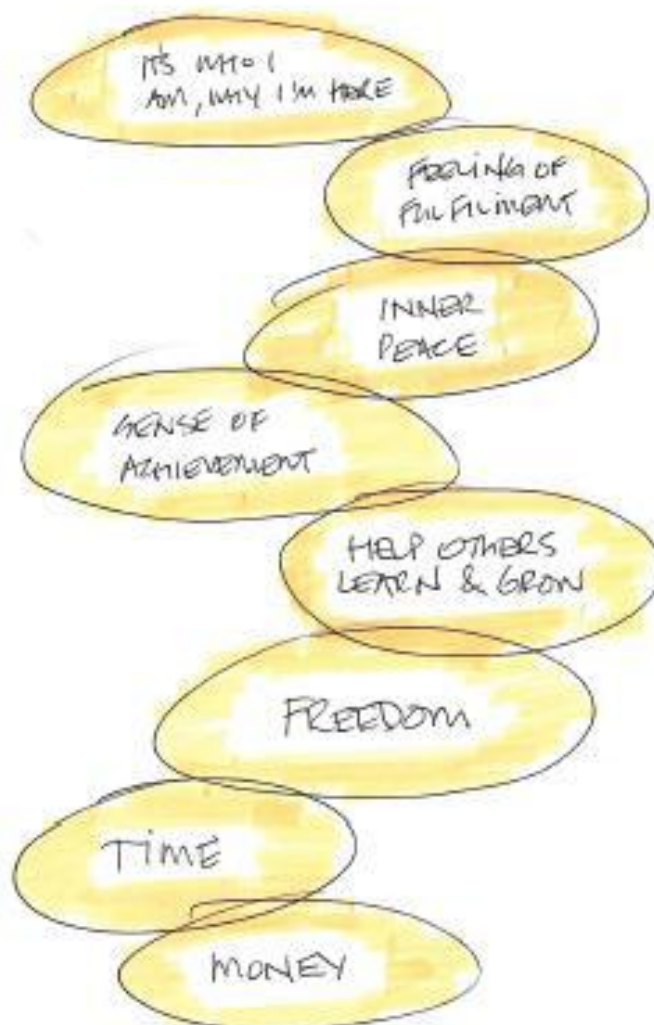 IT'S WHO I
AM, WHY I'M HERE
FEELING OF
FULFILMENT
INNER
PEACE
SENSE OF
ACHIEVEMENT
HELP OTHERS
LEARN & GROW
FREEDOM
TIME
MONEY